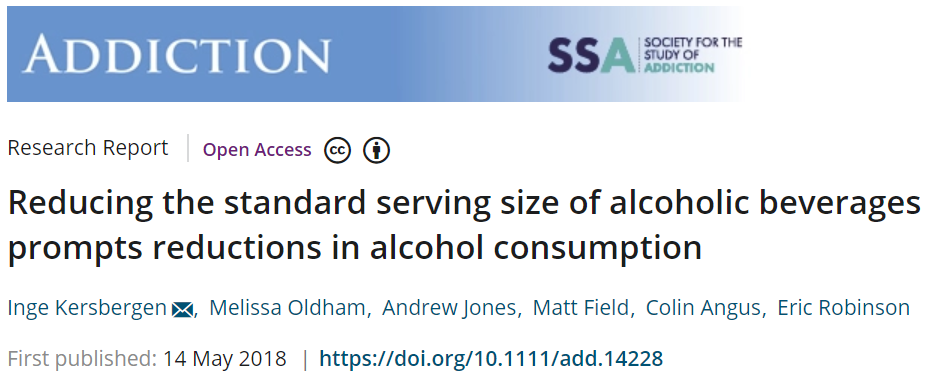 ADDICTION
SSA
SOCIETY FOR THE
STUDY OF
ADDICTION
Research Report
Open Access
cc
Reducing the standard serving size of alcoholic beverages
prompts reductions in alcohol consumption
Inge Kersbergen, Melissa Oldham, Andrew Jones, Matt Field, Colin Angus, Eric Robinson
First published: 14 May 2018 | https://doi.org/10.1111/add.14228